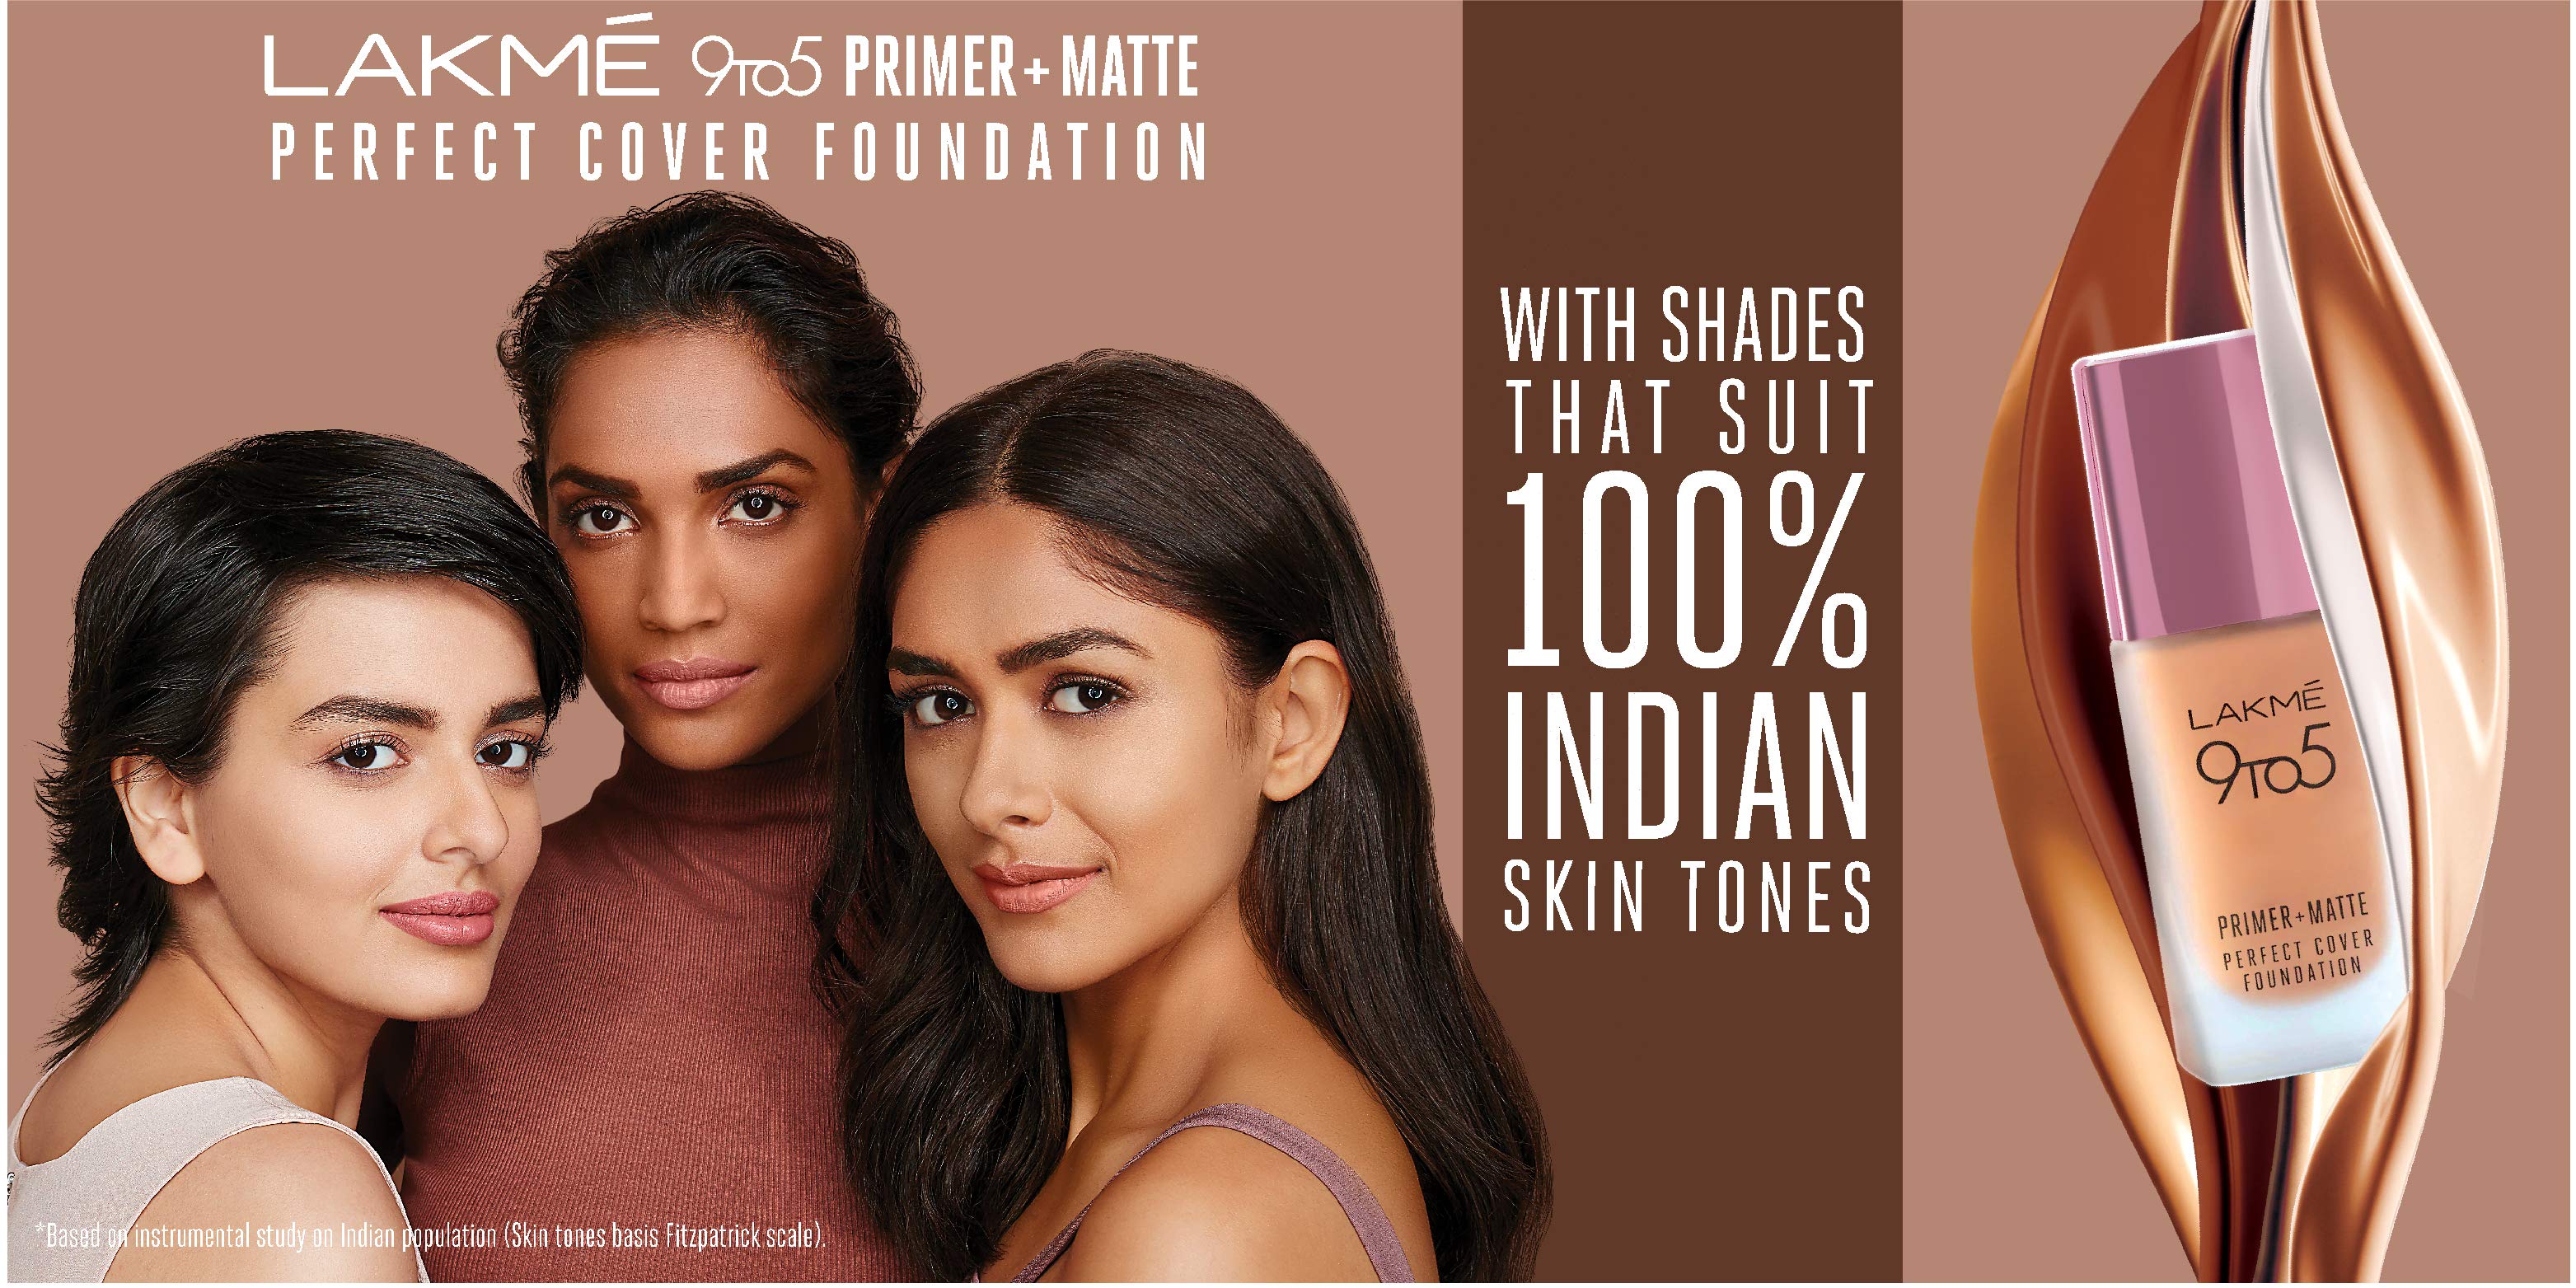 LAKMÉ 9TO5 PRIMER+MATTE
PERFECT COVER FOUNDATION
WITH SHADES
THAT SUIT
100%
INDIAN
SKIN TONES
LAKMÉ
9TO5
PRIMER+MATTE
PERFECT COVER
FOUNDATION
*Based on instrumental study on Indian population (Skin tones basis Fitzpatrick scale).